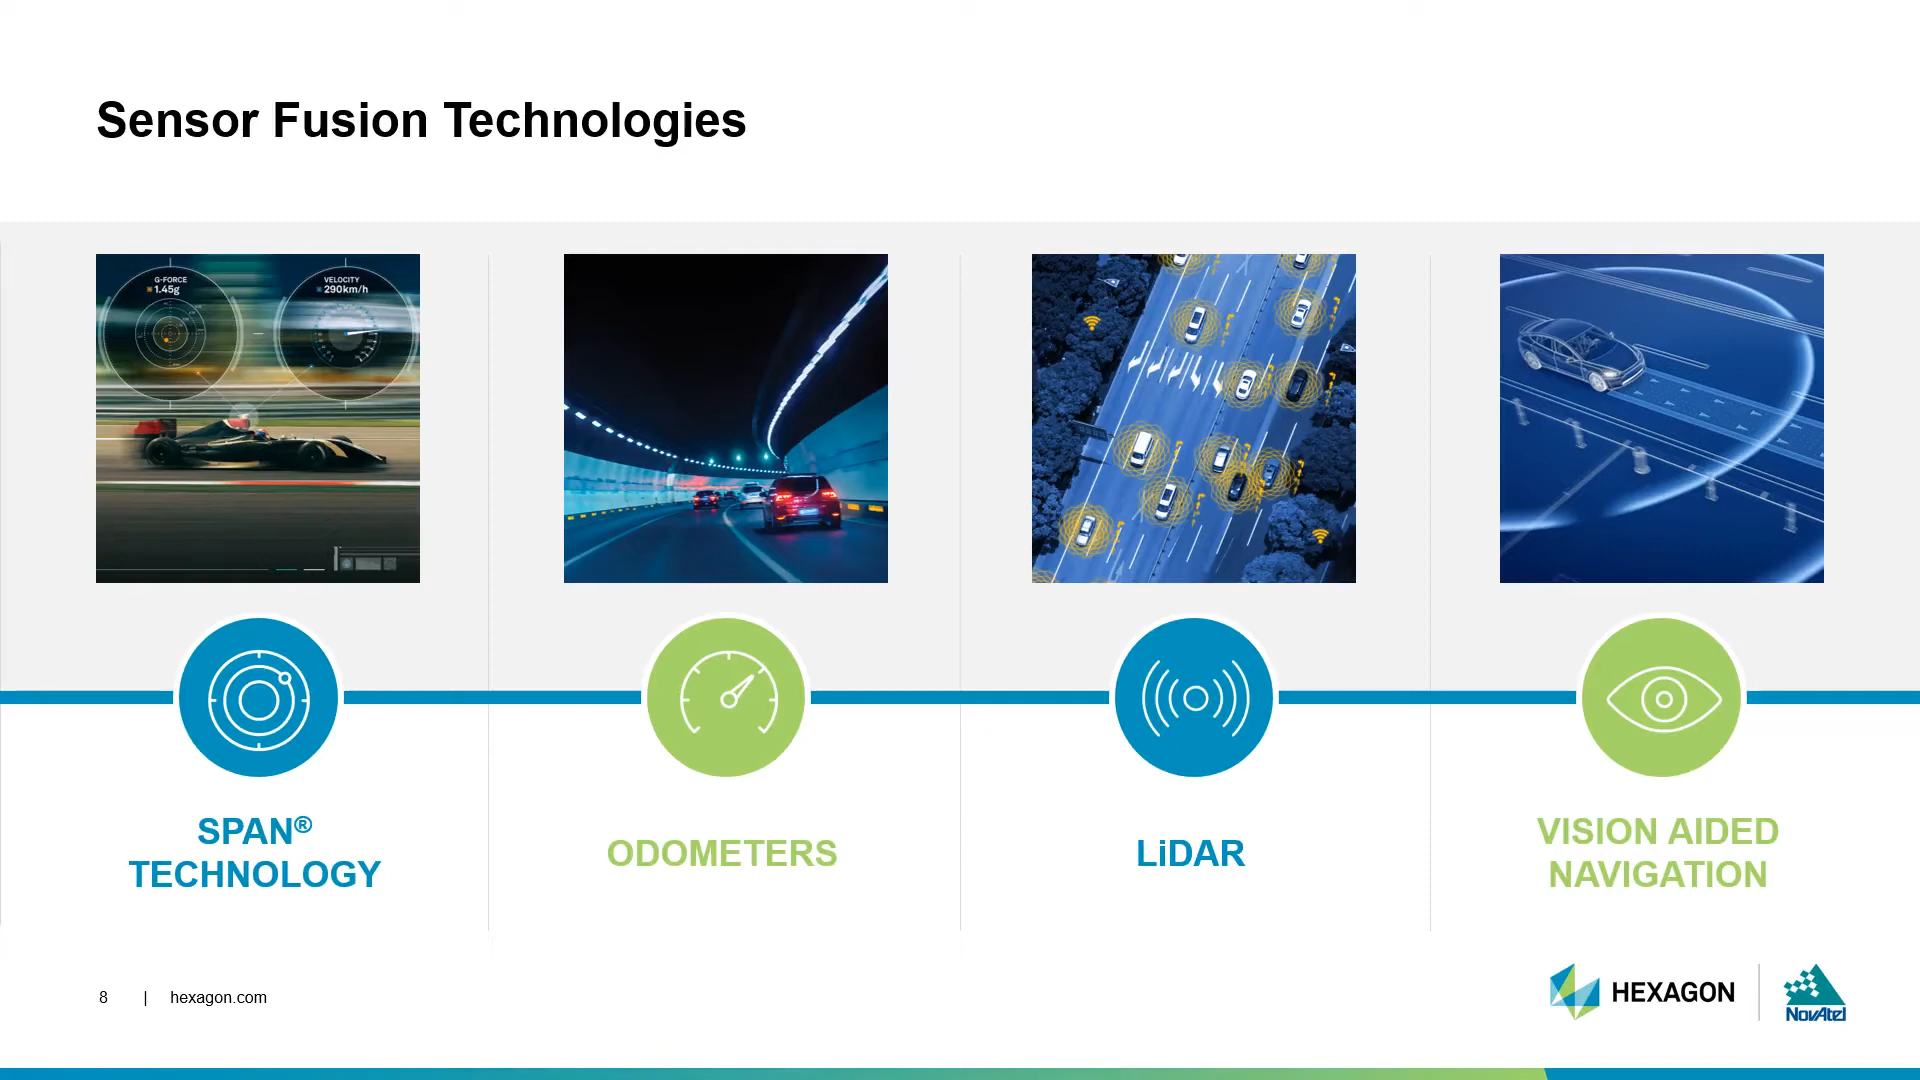 Sensor Fusion Technologies
G-FORCE
1.45g
VELOCITY
290km/h
SPAN®
TECHNOLOGY
ODOMETERS
LiDAR
VISION AIDED
NAVIGATION
8 | hexagon.com
HEXAGON
NovAtel